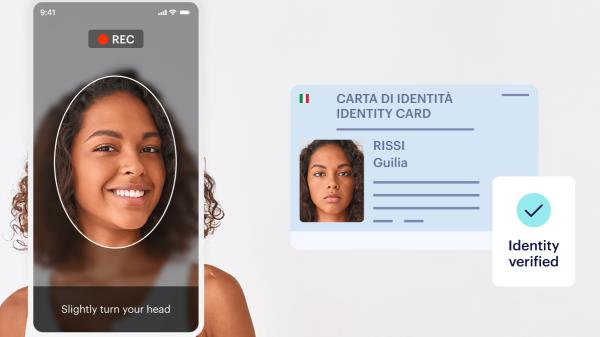 9:41
REC
Slightly turn your head
CARTA DI IDENTITÀ
IDENTITY CARD
RISSI
Guilia
Identity
verified